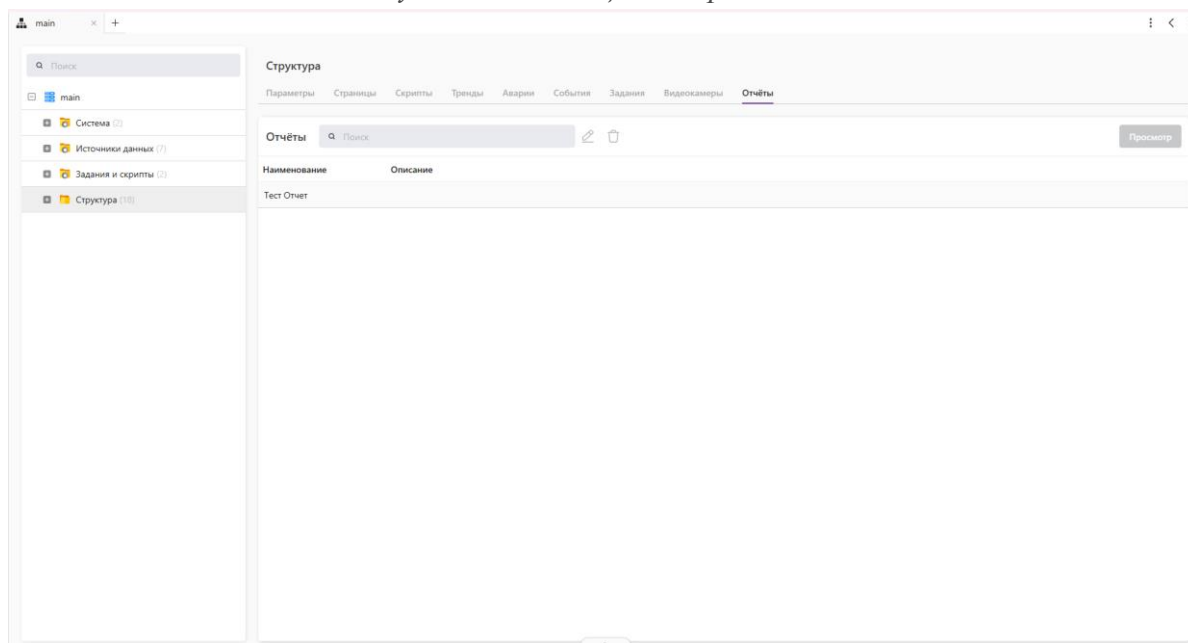 main × +
Поиск
main
Система (2)
Источники данных (7)
Задания и скрипты (2)
Структура (18)
Структура
Параметры Страницы Скрипты Тренды Аварии События Задания Видеокамеры Отчёты
Отчёты Поиск Просмотр
Наименование Описание
Тест Отчет